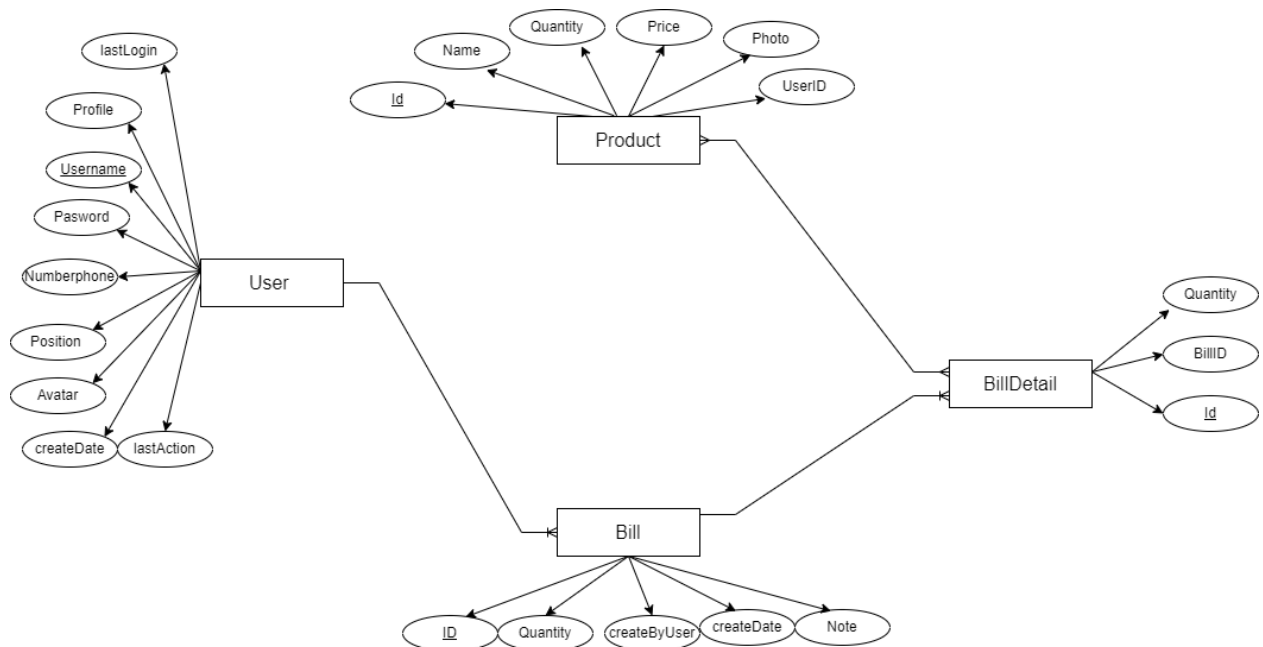 lastLogin
Profile
Username
Pasword
Numberphone
Position
Avatar
createDate
lastAction
User
Id
Name
Quantity
Price
Photo
UserID
Product
Quantity
BillID
Id
BillDetail
Bill
ID
Quantity
createByUser
createDate
Note